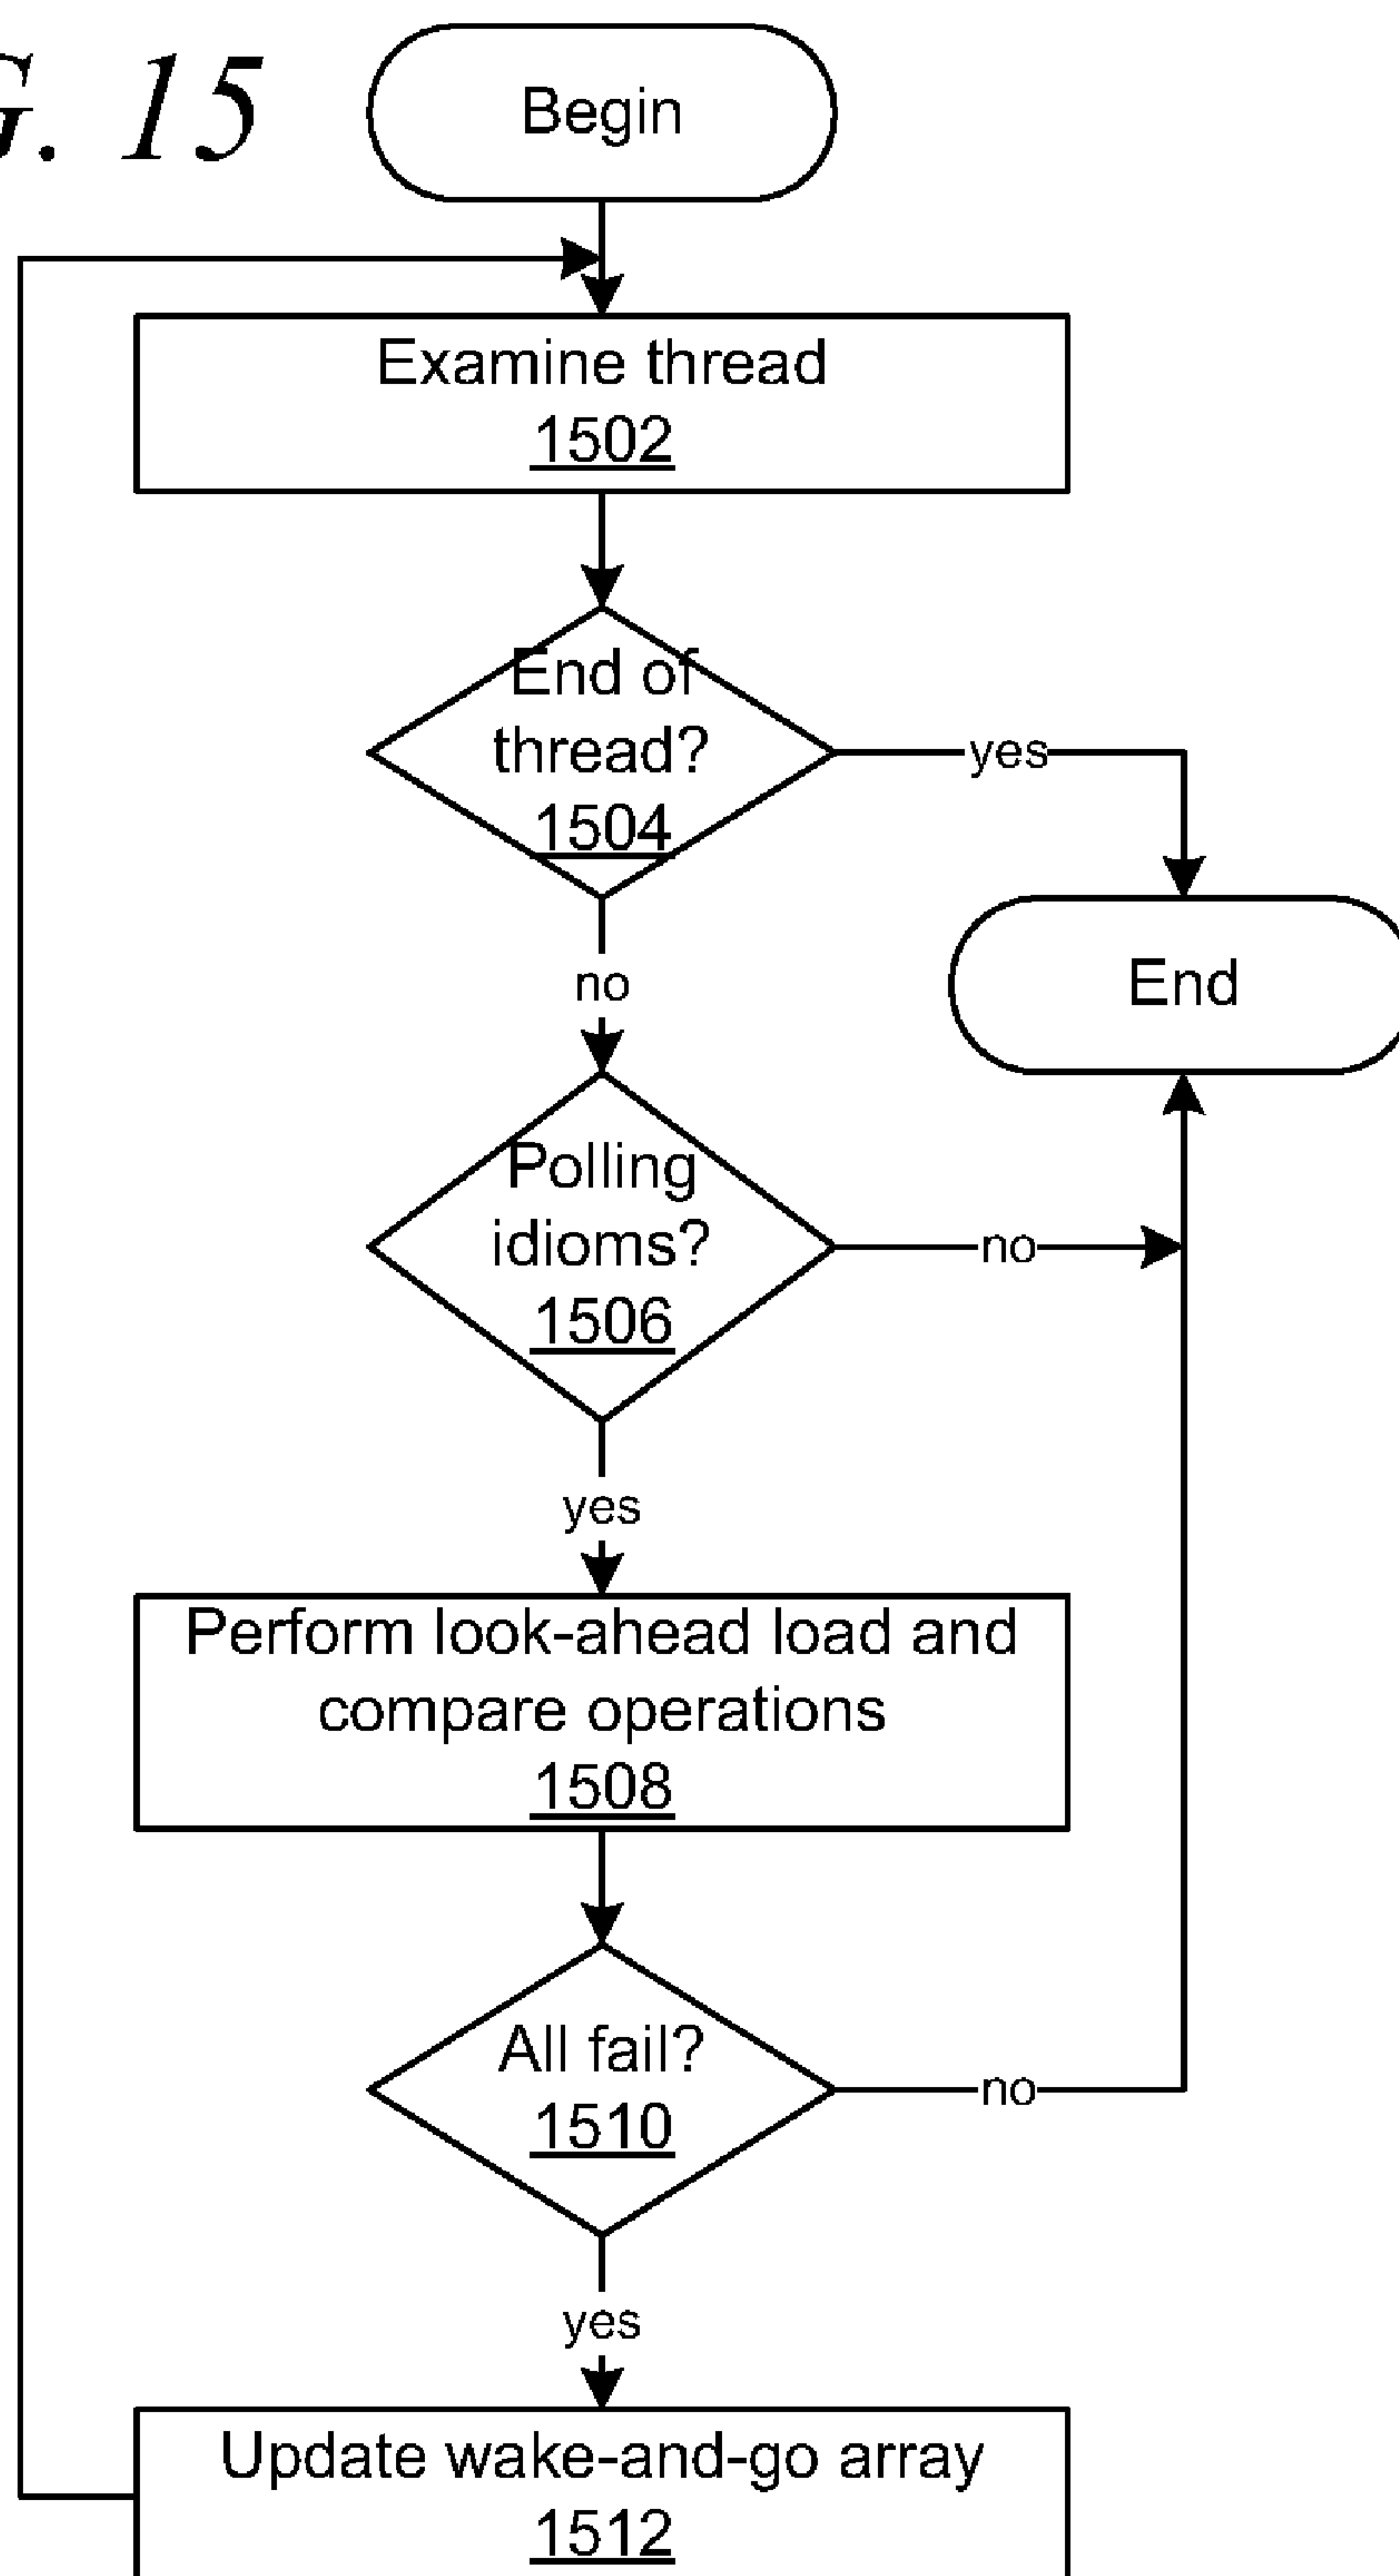 G. 15
Begin
Examine thread
1502
End of
thread?
1504
yes
no
End
Polling
idioms?
1506
no
yes
Perform look-ahead load and
compare operations
1508
All fail?
1510
no
yes
Update wake-and-go array
1512